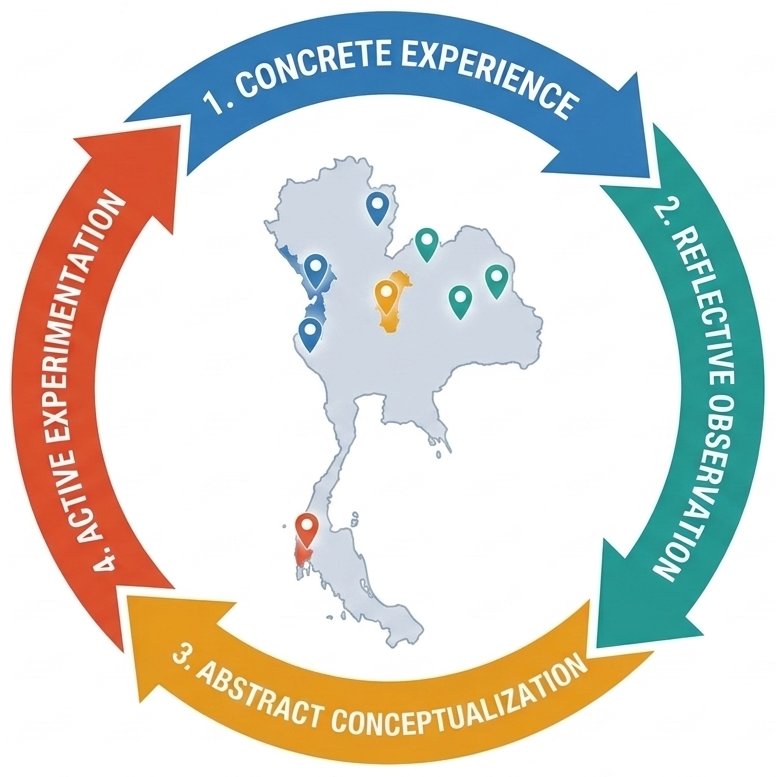 1. CONCRETE EXPERIENCE
2. REFLECTIVE OBSERVATION
3. ABSTRACT CONCEPTUALIZATION
4. ACTIVE EXPERIMENTATION